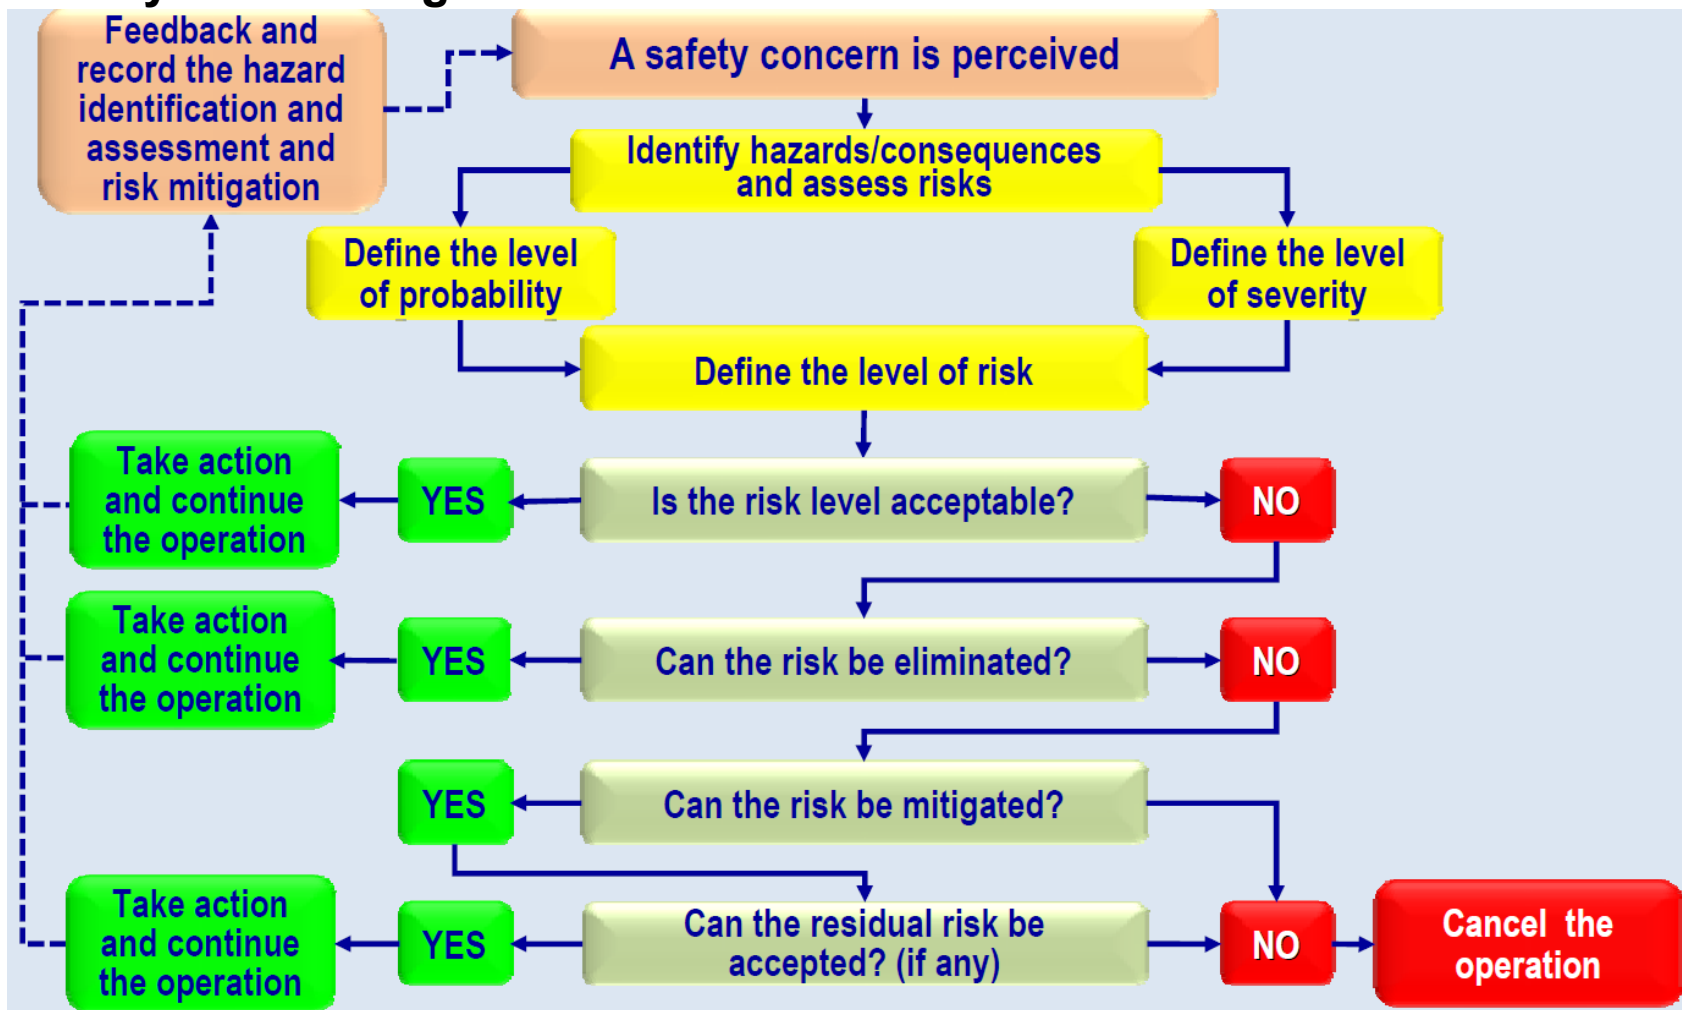 Feedback and
record the hazard
identification and
assessment and
risk mitigation
A safety concern is perceived
Identify hazards/consequences
and assess risks
Define the level
of probability
Define the level
of severity
Define the level of risk
Take action
and continue
the operation
YES
Is the risk level acceptable?
NO
Take action
and continue
the operation
YES
Can the risk be eliminated?
NO
YES
Can the risk be mitigated?
Take action
and continue
the operation
YES
Can the residual risk be
accepted? (if any)
NO
Cancel the
operation